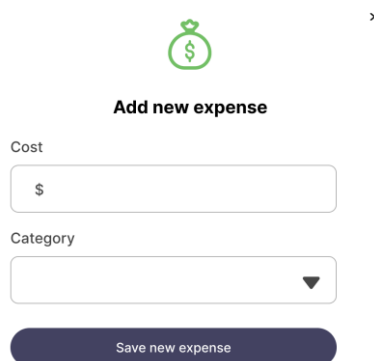 $
Add new expense
Cost
$
Category
Save new expense